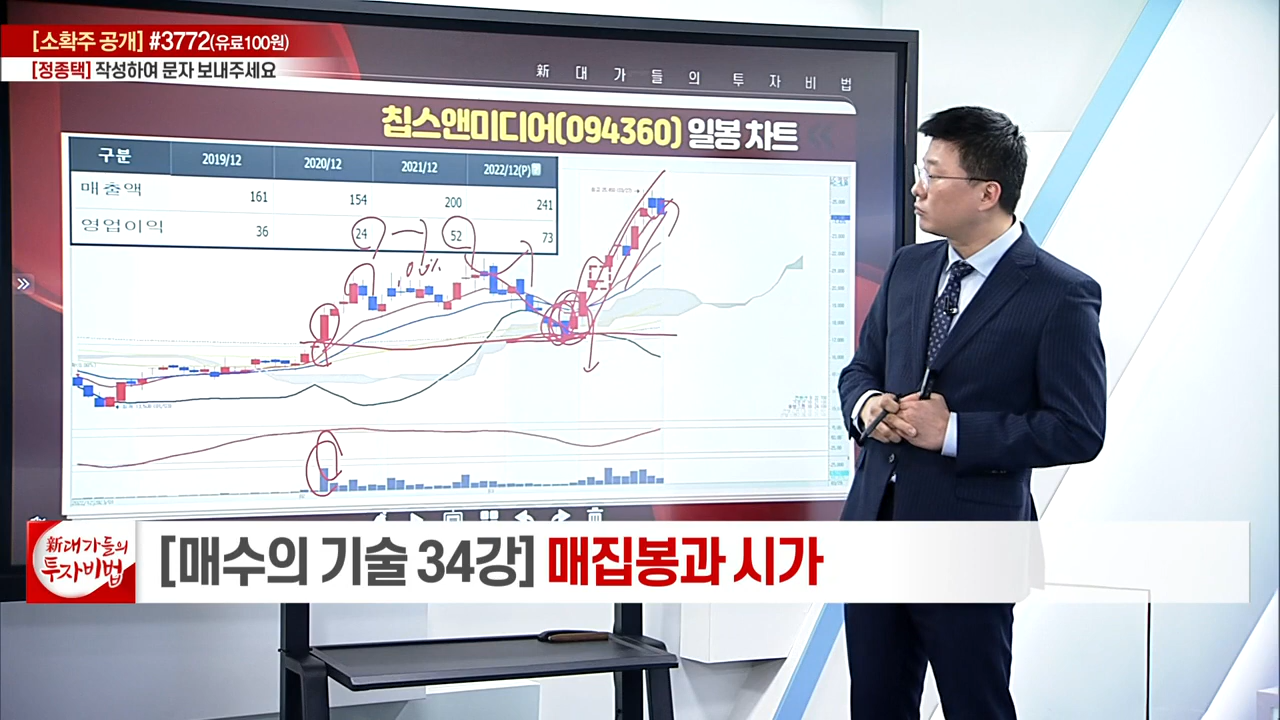 [소확주 공개] #3772(유료100원)
[정종택] 작성하여 문자 보내주세요
新 대 가 들 의 투 자 비 법
칩스앤미디어(094360) 일봉 차트
구분 2019/12 2020/12 2021/12 2022/12(P)
매출액 161 154 200 241
영업이익 36 24 52 73
新대가들의
투자비법
[매수의 기술 34강] 매집봉과 시가